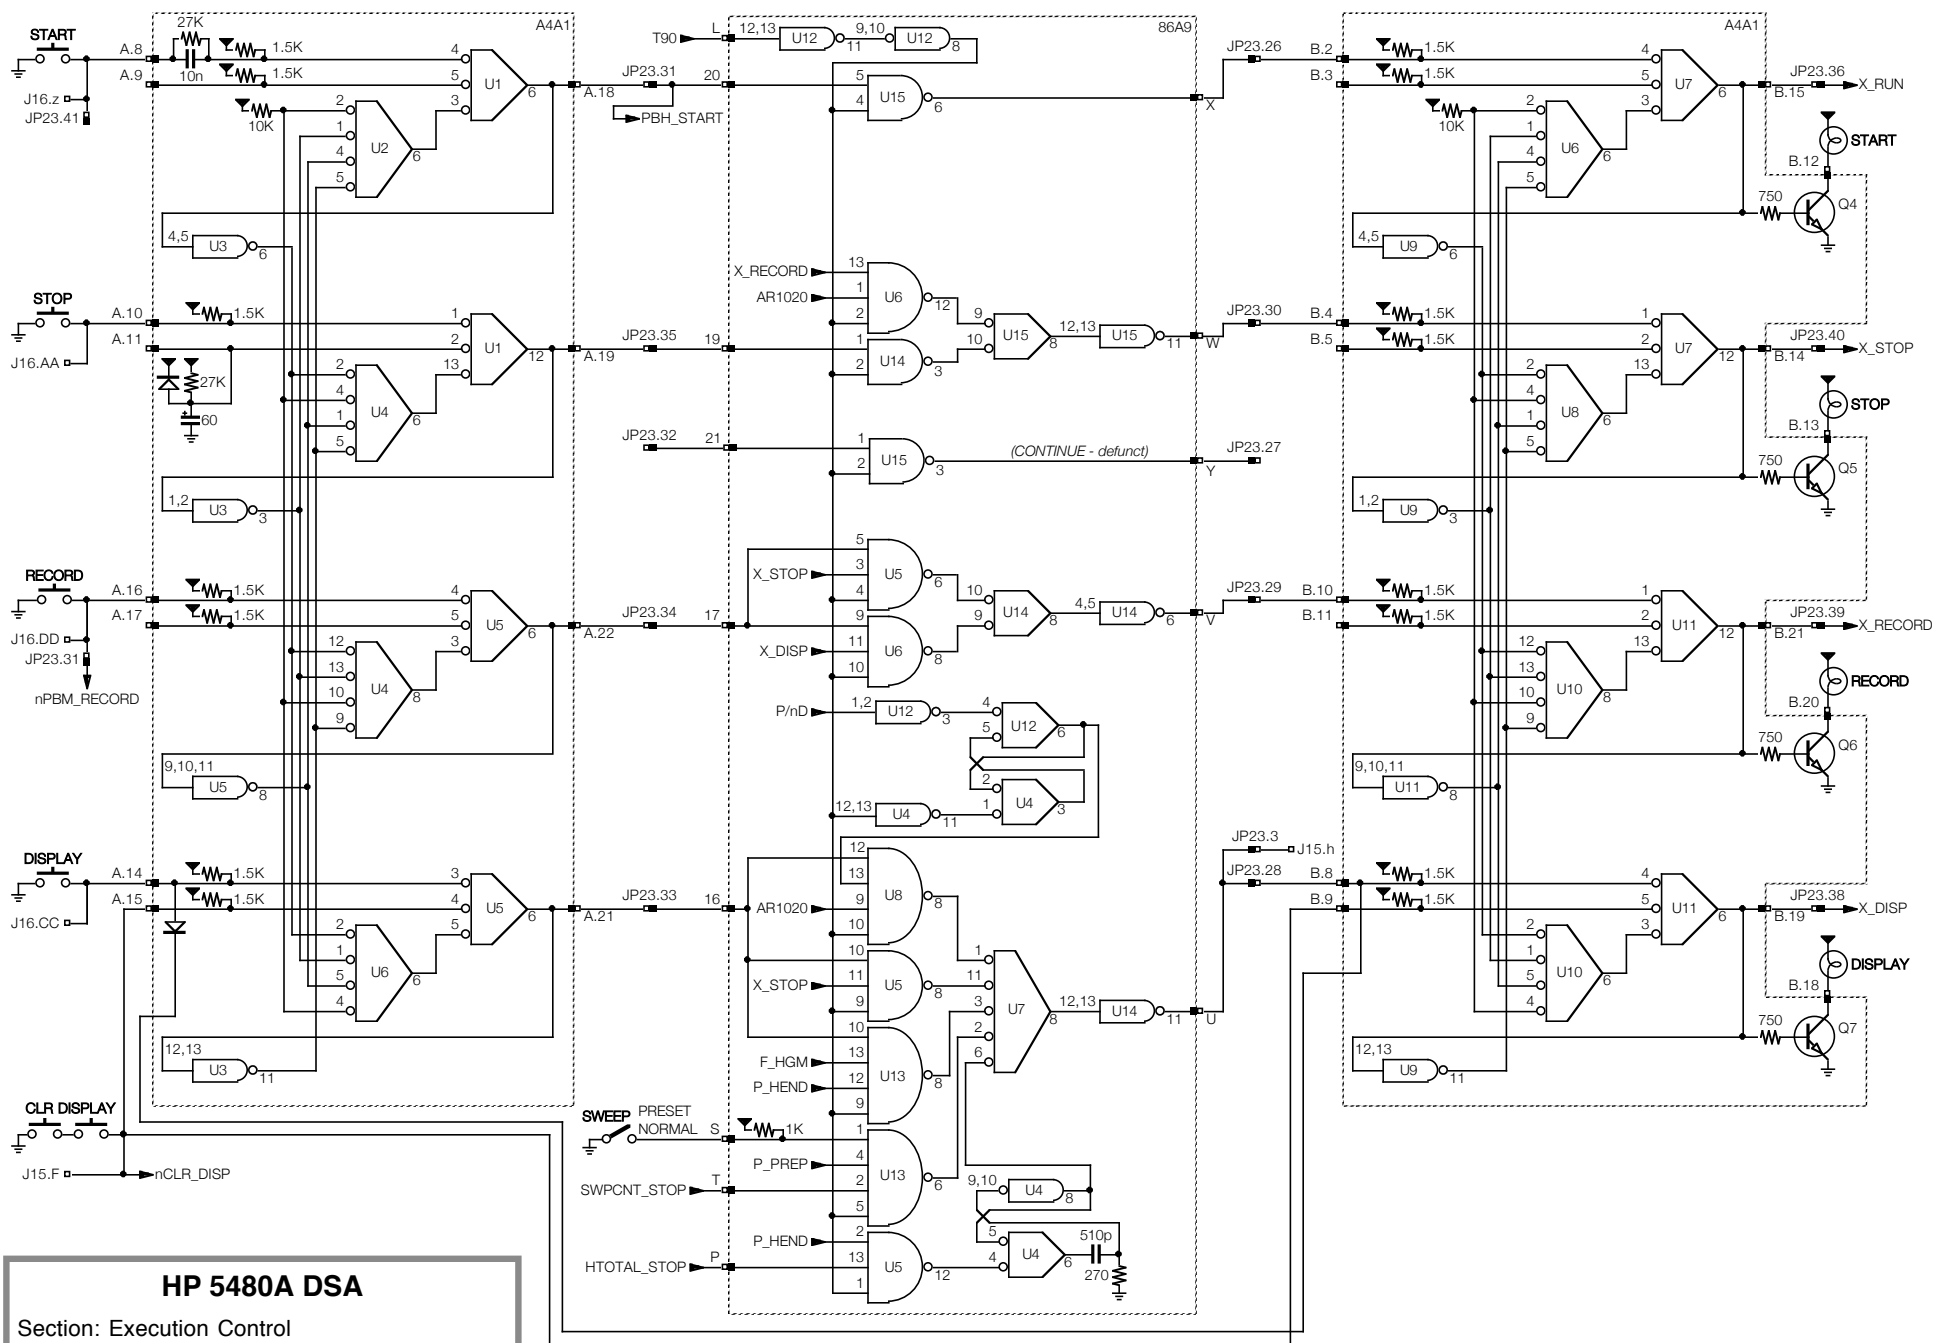 START
A.8
A.9
J16.z
JP23.41
27K
10n
1.5K
1.5K
10K
A4A1
4
5
3
U1
6
A.18
2
1
4
5
U2
6
4,5
U3
6
STOP
A.10
A.11
J16.AA
1.5K
27K
60
1
2
13
U1
12
A.19
2
4
1
5
U4
6
1,2
U3
3
RECORD
A.16
A.17
J16.DD
JP23.31
nPBM_RECORD
1.5K
1.5K
4
5
3
U5
6
A.22
12
13
10
9
U4
8
9,10,11
U5
8
DISPLAY
A.14
A.15
J16.CC
1.5K
1.5K
3
4
5
U5
6
A.21
2
1
5
4
U6
6
12,13
U3
11
CLR DISPLAY
J15.F
nCLR_DISP
T90
L
12,13
U12
11
9,10
U12
8
86A9
JP23.31
20
PBH_START
5
4
U15
6
X
JP23.26
X_RECORD
AR1020
13
1
2
U6
12
JP23.35
19
1
2
U14
3
9
10
U15
8
12,13
U15
11
W
JP23.30
JP23.32
21
1
2
U15
3
(CONTINUE - defunct)
Y
JP23.27
X_STOP
5
3
4
U5
6
JP23.34
17
X_DISP
9
11
10
U6
8
10
9
U14
8
4,5
U14
6
V
JP23.29
P/nD
1,2
U12
3
4
5
U12
6
2
1
U4
3
12,13
U4
11
JP23.33
16
AR1020
12
13
9
10
U8
8
X_STOP
10
11
9
U5
8
F_HGM
P_HEND
10
13
12
9
U13
8
1
11
3
2
6
U7
8
12,13
U14
11
U
JP23.3
J15.h
JP23.28
SWEEP
PRESET
NORMAL
S
1K
P_PREP
SWPCNT_STOP
T
1
4
2
5
U13
6
P_HEND
HTOTAL_STOP
P
2
13
1
U5
12
9,10
U4
8
5
4
U4
6
510p
270
A4A1
B.2
B.3
1.5K
1.5K
10K
4
5
3
U7
6
JP23.36
B.15
X_RUN
2
1
4
5
U6
6
START
B.12
750
Q4
4,5
U9
6
B.4
B.5
1.5K
1.5K
1
2
13
U7
12
JP23.40
B.14
X_STOP
2
4
1
5
U8
6
STOP
B.13
750
Q5
1,2
U9
3
B.10
B.11
1.5K
1.5K
1
2
13
U11
12
JP23.39
B.21
X_RECORD
12
13
10
9
U10
8
RECORD
B.20
750
Q6
9,10,11
U11
8
B.8
B.9
1.5K
1.5K
4
5
3
U11
6
JP23.38
B.19
X_DISP
2
1
5
4
U10
6
DISPLAY
B.18
750
Q7
12,13
U9
11
HP 5480A DSA
Section: Execution Control